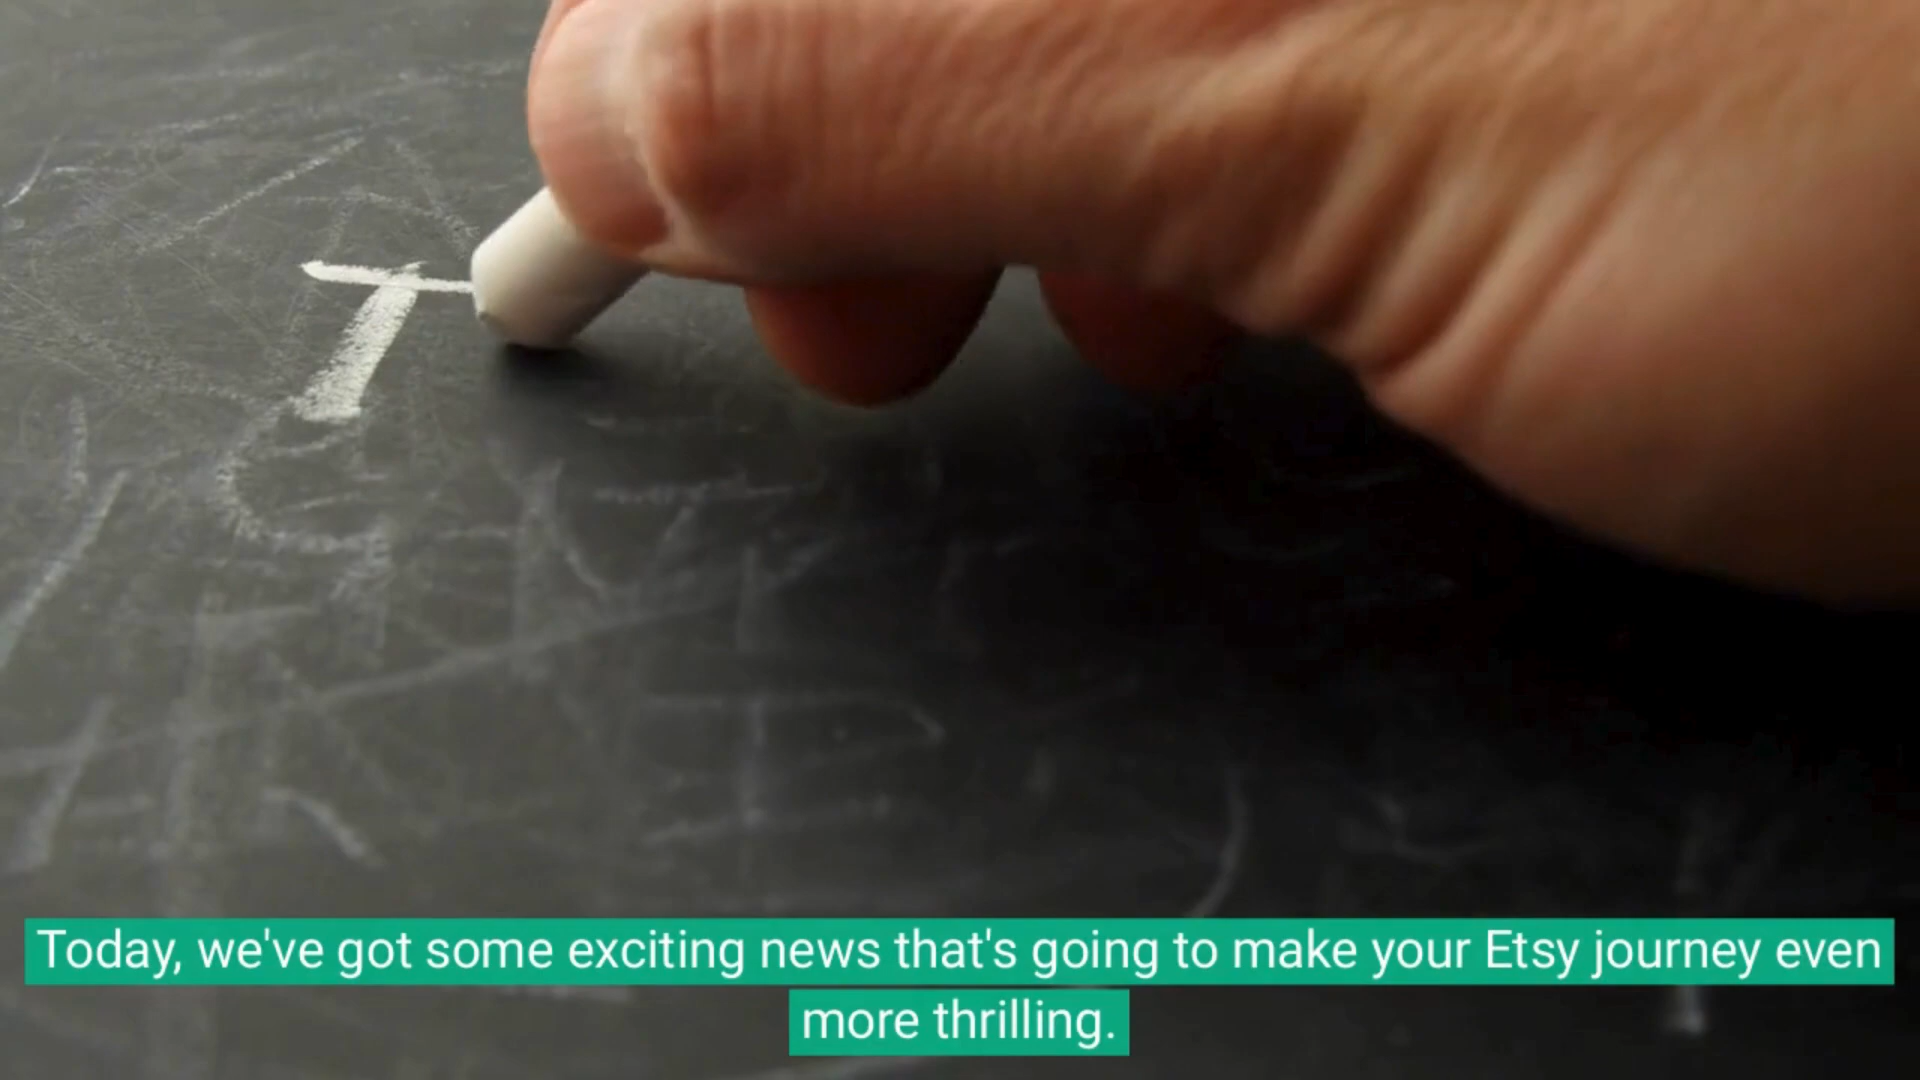 T
Today, we've got some exciting news that's going to make your Etsy journey even
more thrilling.